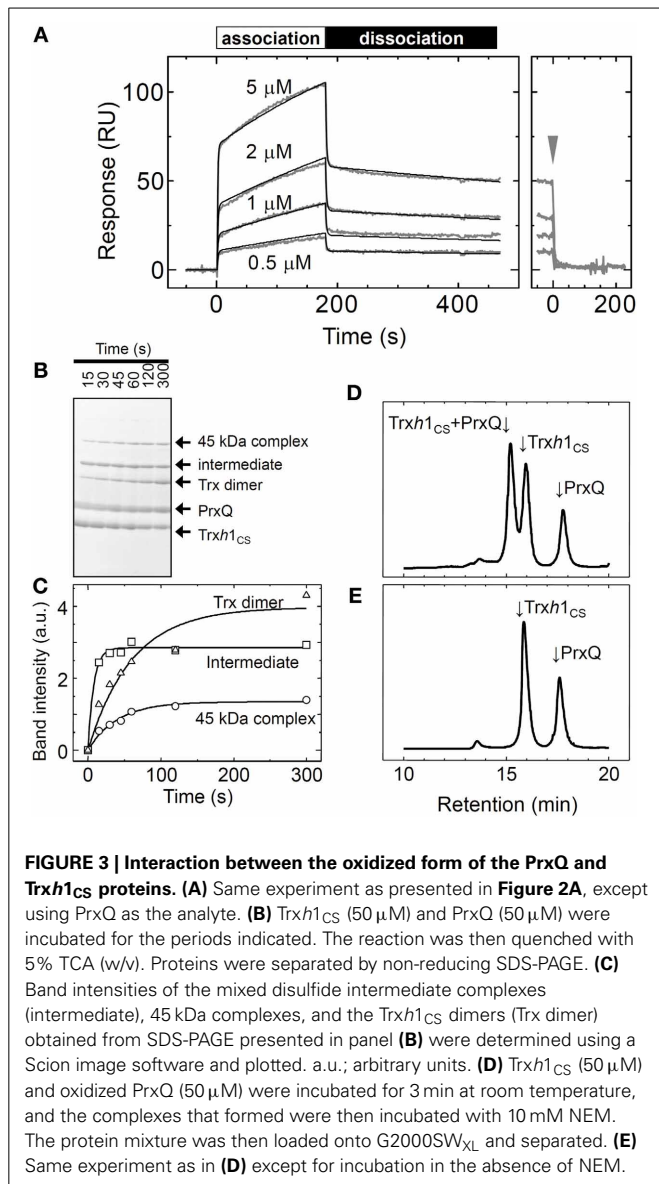 A
association dissociation
5 μM
2 μM
1 μM
0.5 μM
100
50
0
Response (RU)
0 200 400
Time (s)
0 200
B
Time (s)
15 30 45 60 120 300
45 kDa complex
intermediate
Trx dimer
PrxQ
Trxh1CS
C
Trx dimer
Intermediate
45 kDa complex
4
2
0
Band intensity (a.u.)
0 100 200 300
Time (s)
D
Trxh1CS+PrxQ↓
↓Trxh1CS
↓PrxQ
E
↓Trxh1CS
↓PrxQ
10 15 20
Retention (min)
FIGURE 3 | Interaction between the oxidized form of the PrxQ and
Trxh1CS proteins. (A) Same experiment as presented in Figure 2A, except
using PrxQ as the analyte. (B) Trxh1CS (50 μM) and PrxQ (50 μM) were
incubated for the periods indicated. The reaction was then quenched with
5% TCA (w/v). Proteins were separated by non-reducing SDS-PAGE. (C)
Band intensities of the mixed disulfide intermediate complexes
(intermediate), 45 kDa complexes, and the Trxh1CS dimers (Trx dimer)
obtained from SDS-PAGE presented in panel (B) were determined using a
Scion image software and plotted. a.u.; arbitrary units. (D) Trxh1CS (50 μM)
and oxidized PrxQ (50 μM) were incubated for 3 min at room temperature,
and the complexes that formed were then incubated with 10 mM NEM.
The protein mixture was then loaded onto G2000SWXL and separated. (E)
Same experiment as in (D) except for incubation in the absence of NEM.